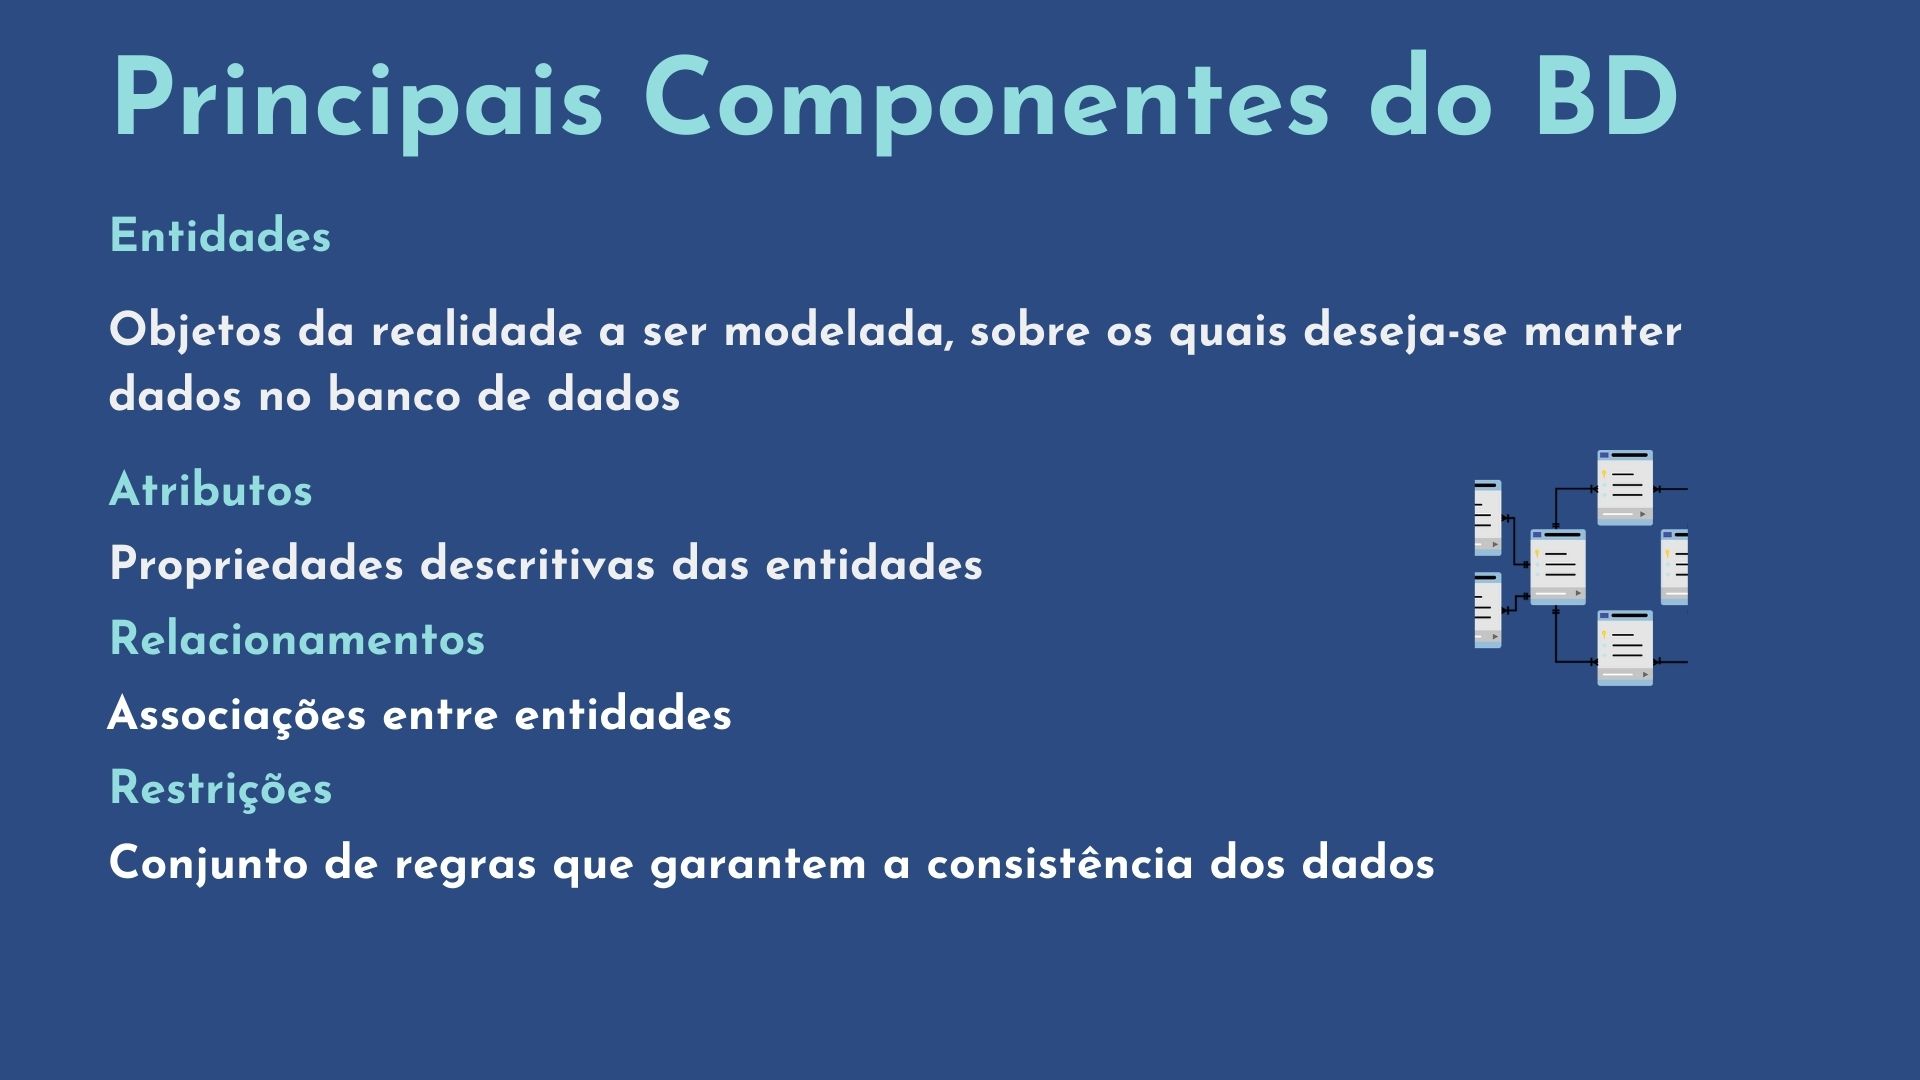 Principais Componentes do BD
Entidades
Objetos da realidade a ser modelada, sobre os quais deseja-se manter
dados no banco de dados
Atributos
Propriedades descritivas das entidades
Relacionamentos
Associações entre entidades
Restrições
Conjunto de regras que garantem a consistência dos dados